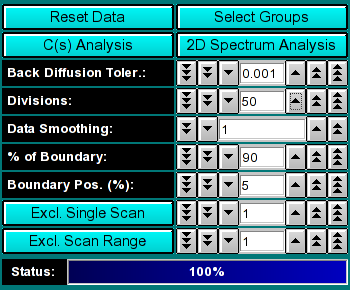 Reset Data Select Groups
C(s) Analysis 2D Spectrum Analysis
Back Diffusion Toler.: 0.001
Divisions: 50
Data Smoothing: 1
% of Boundary: 90
Boundary Pos. (%): 5
Excl. Single Scan 1
Excl. Scan Range 1
Status: 100%